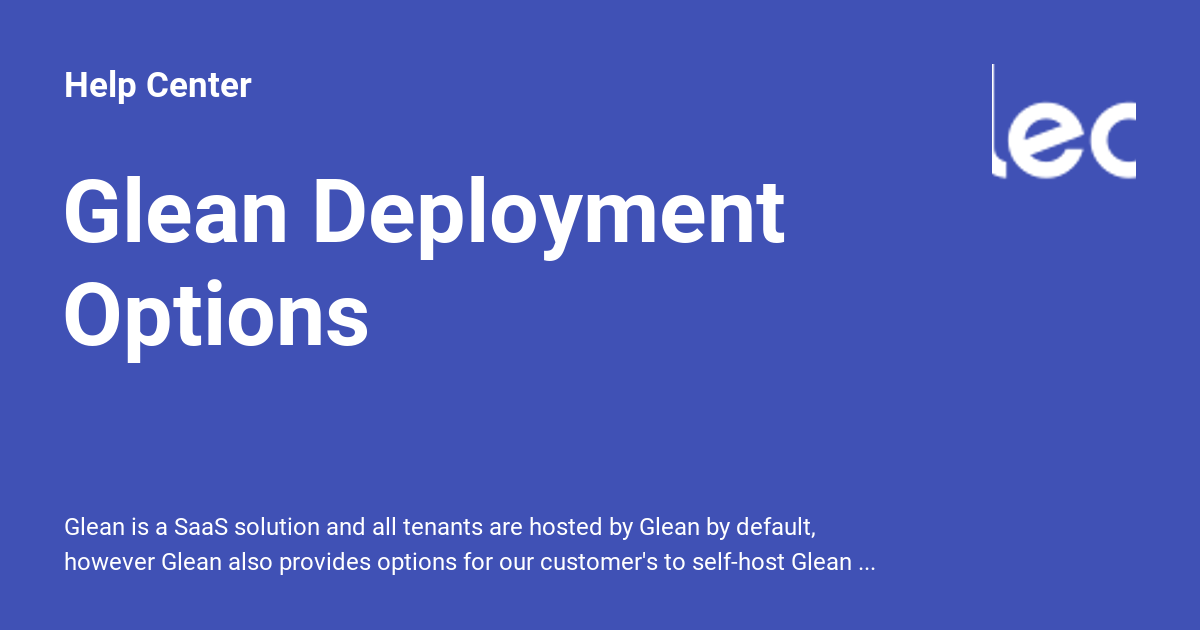 Help Center
Glean Deployment
Options
Glean is a SaaS solution and all tenants are hosted by Glean by default,
however Glean also provides options for our customer's to self-host Glean ...